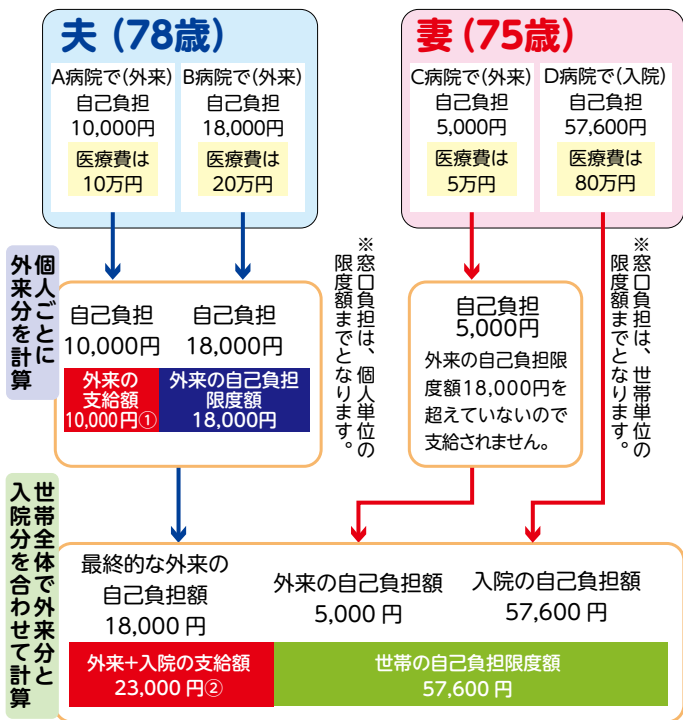 夫(78歳)
A病院で(外来)
自己負担
10,000円
医療費は
10万円
B病院で(外来)
自己負担
18,000円
医療費は
20万円
妻(75歳)
C病院で(外来)
自己負担
5,000円
医療費は
5万円
D病院で(入院)
自己負担
57,600円
医療費は
80万円
個人ごとに
外来分を計算
自己負担
10,000円
自己負担
18,000円
外来の
支給額
10,000円①
外来の自己負担
限度額
18,000円
※窓口負担は、個人単位の
限度額までとなります。
自己負担
5,000円
外来の自己負担限
度額18,000円を
超えていないので
支給されません。
※窓口負担は、世帯単位の
限度額までとなります。
世帯全体で外来分と
入院分を合わせて計算
最終的な外来の
自己負担額
18,000円
外来の自己負担額
5,000円
入院の自己負担額
57,600円
外来+入院の支給額
23,000円②
世帯の自己負担限度額
57,600円